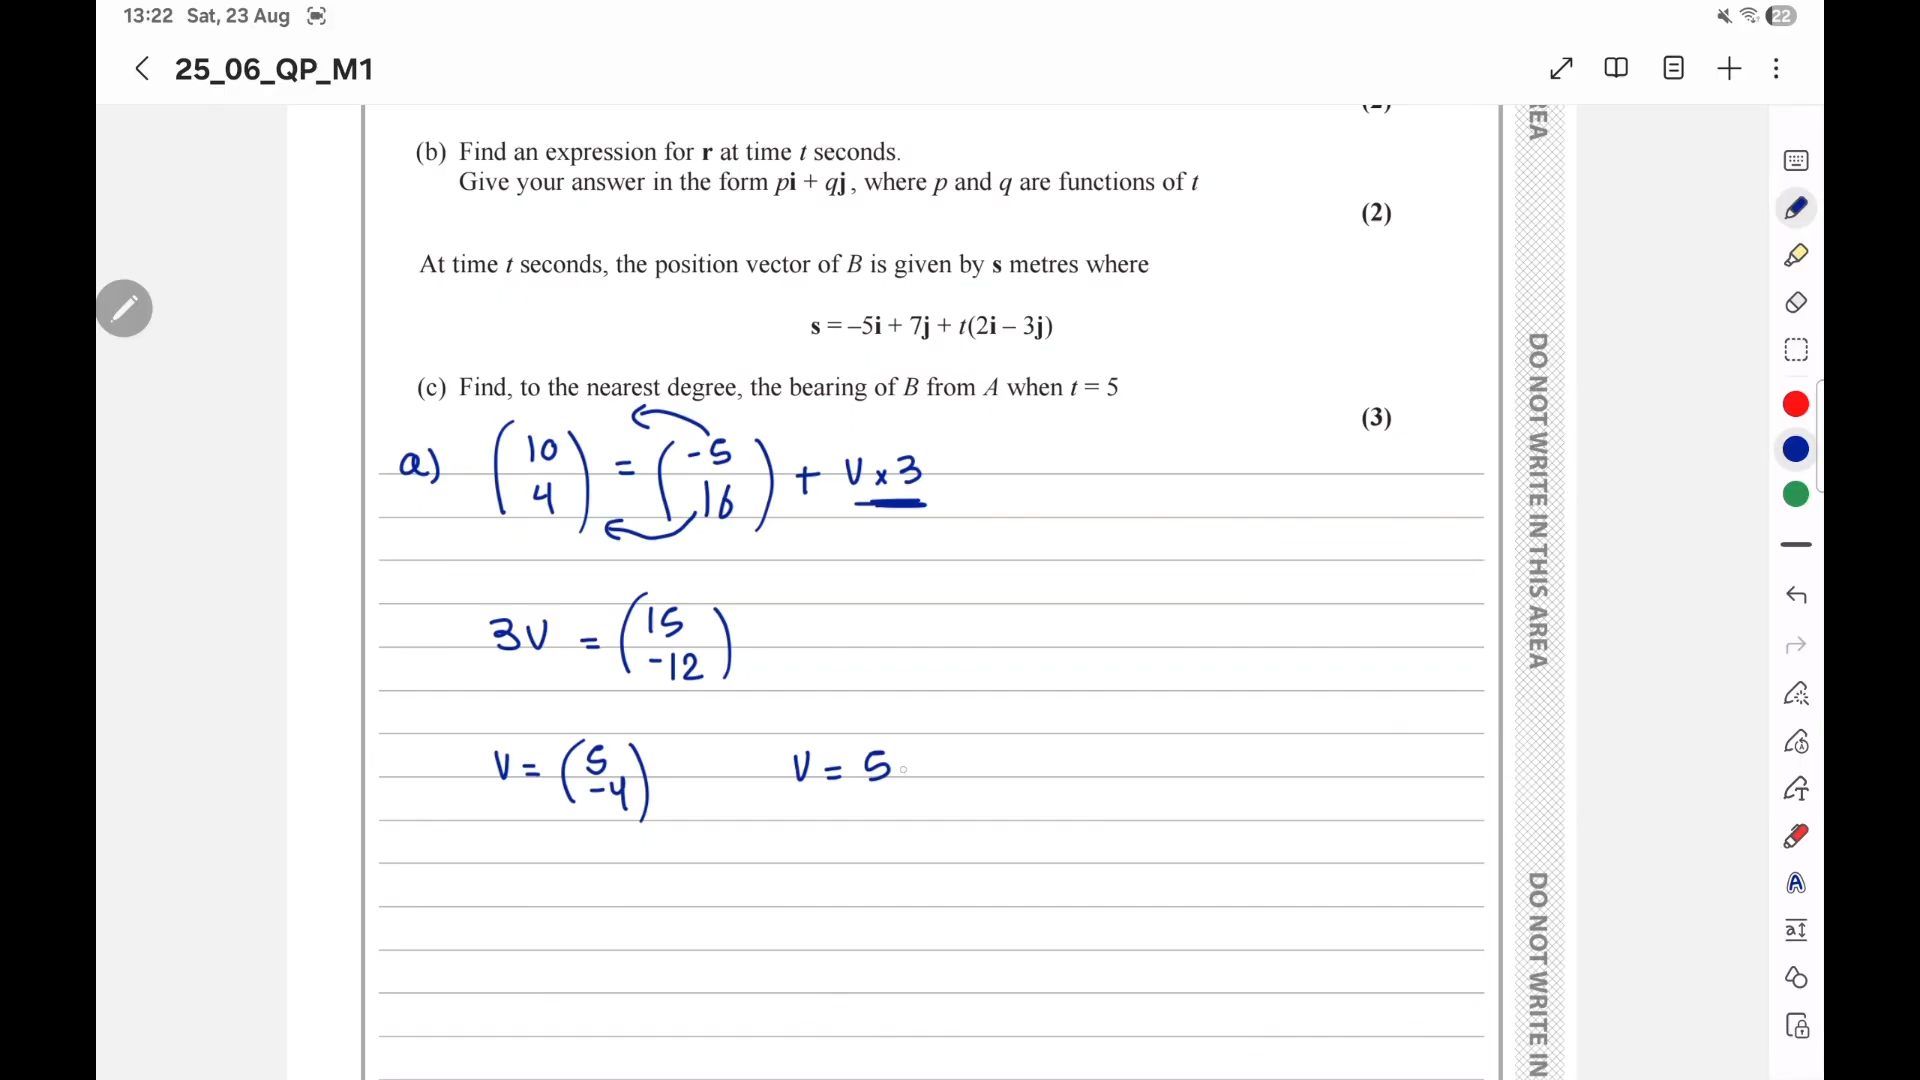 13:22 Sat, 23 Aug
22
25_06_QP_M1
(b) Find an expression for r at time t seconds.
Give your answer in the form pi + qj, where p and q are functions of t
(2)
At time t seconds, the position vector of B is given by s metres where
s = –5i + 7j + t(2i – 3j)
(c) Find, to the nearest degree, the bearing of B from A when t = 5
(3)
a) (10 4) = (-5 16) + V × 3
3V = (15 -12)
V = (5 -4) V = 5
DO NOT WRITE IN THIS AREA
DO NOT WRITE IN